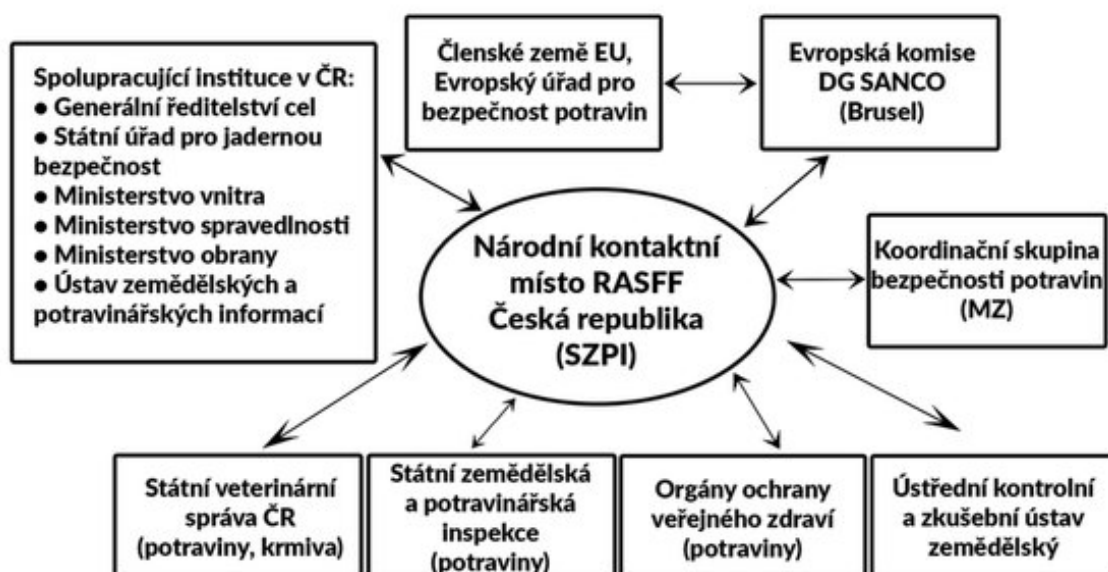 Spolupracující instituce v ČR:
● Generální ředitelství cel
● Státní úřad pro jadernou
bezpečnost
● Ministerstvo vnitra
● Ministerstvo spravedlnosti
● Ministerstvo obrany
● Ústav zemědělských a
potravinářských informací
Členské země EU,
Evropský úřad pro
bezpečnost potravin
Evropská komise
DG SANCO
(Brusel)
Národní kontaktní
místo RASFF
Česká republika
(SZPI)
Koordinační skupina
bezpečnosti potravin
(MZ)
Státní veterinární
správa ČR
(potraviny, krmiva)
Státní zemědělská
a potravinářská
inspekce
(potraviny)
Orgány ochrany
veřejného zdraví
(potraviny)
Ústřední kontrolní
a zkušební ústav
zemědělský